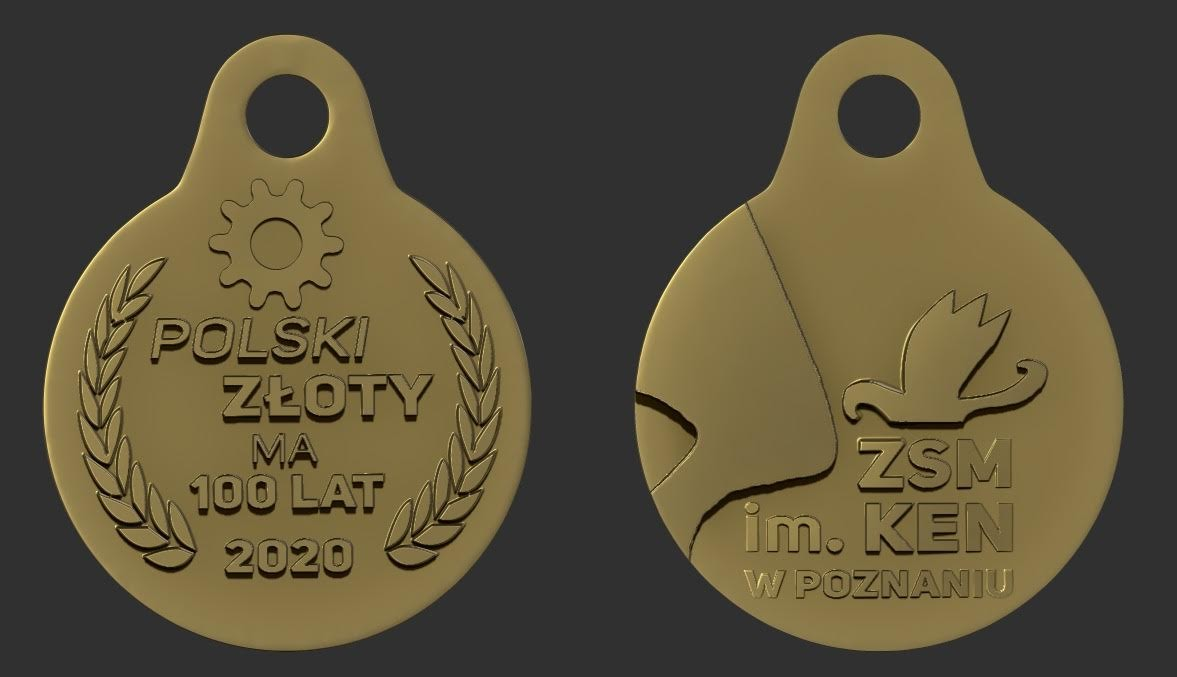 POLSKI
ZŁOTY
MA
100 LAT
2020
ZSM
im. KEN
W POZNANIU